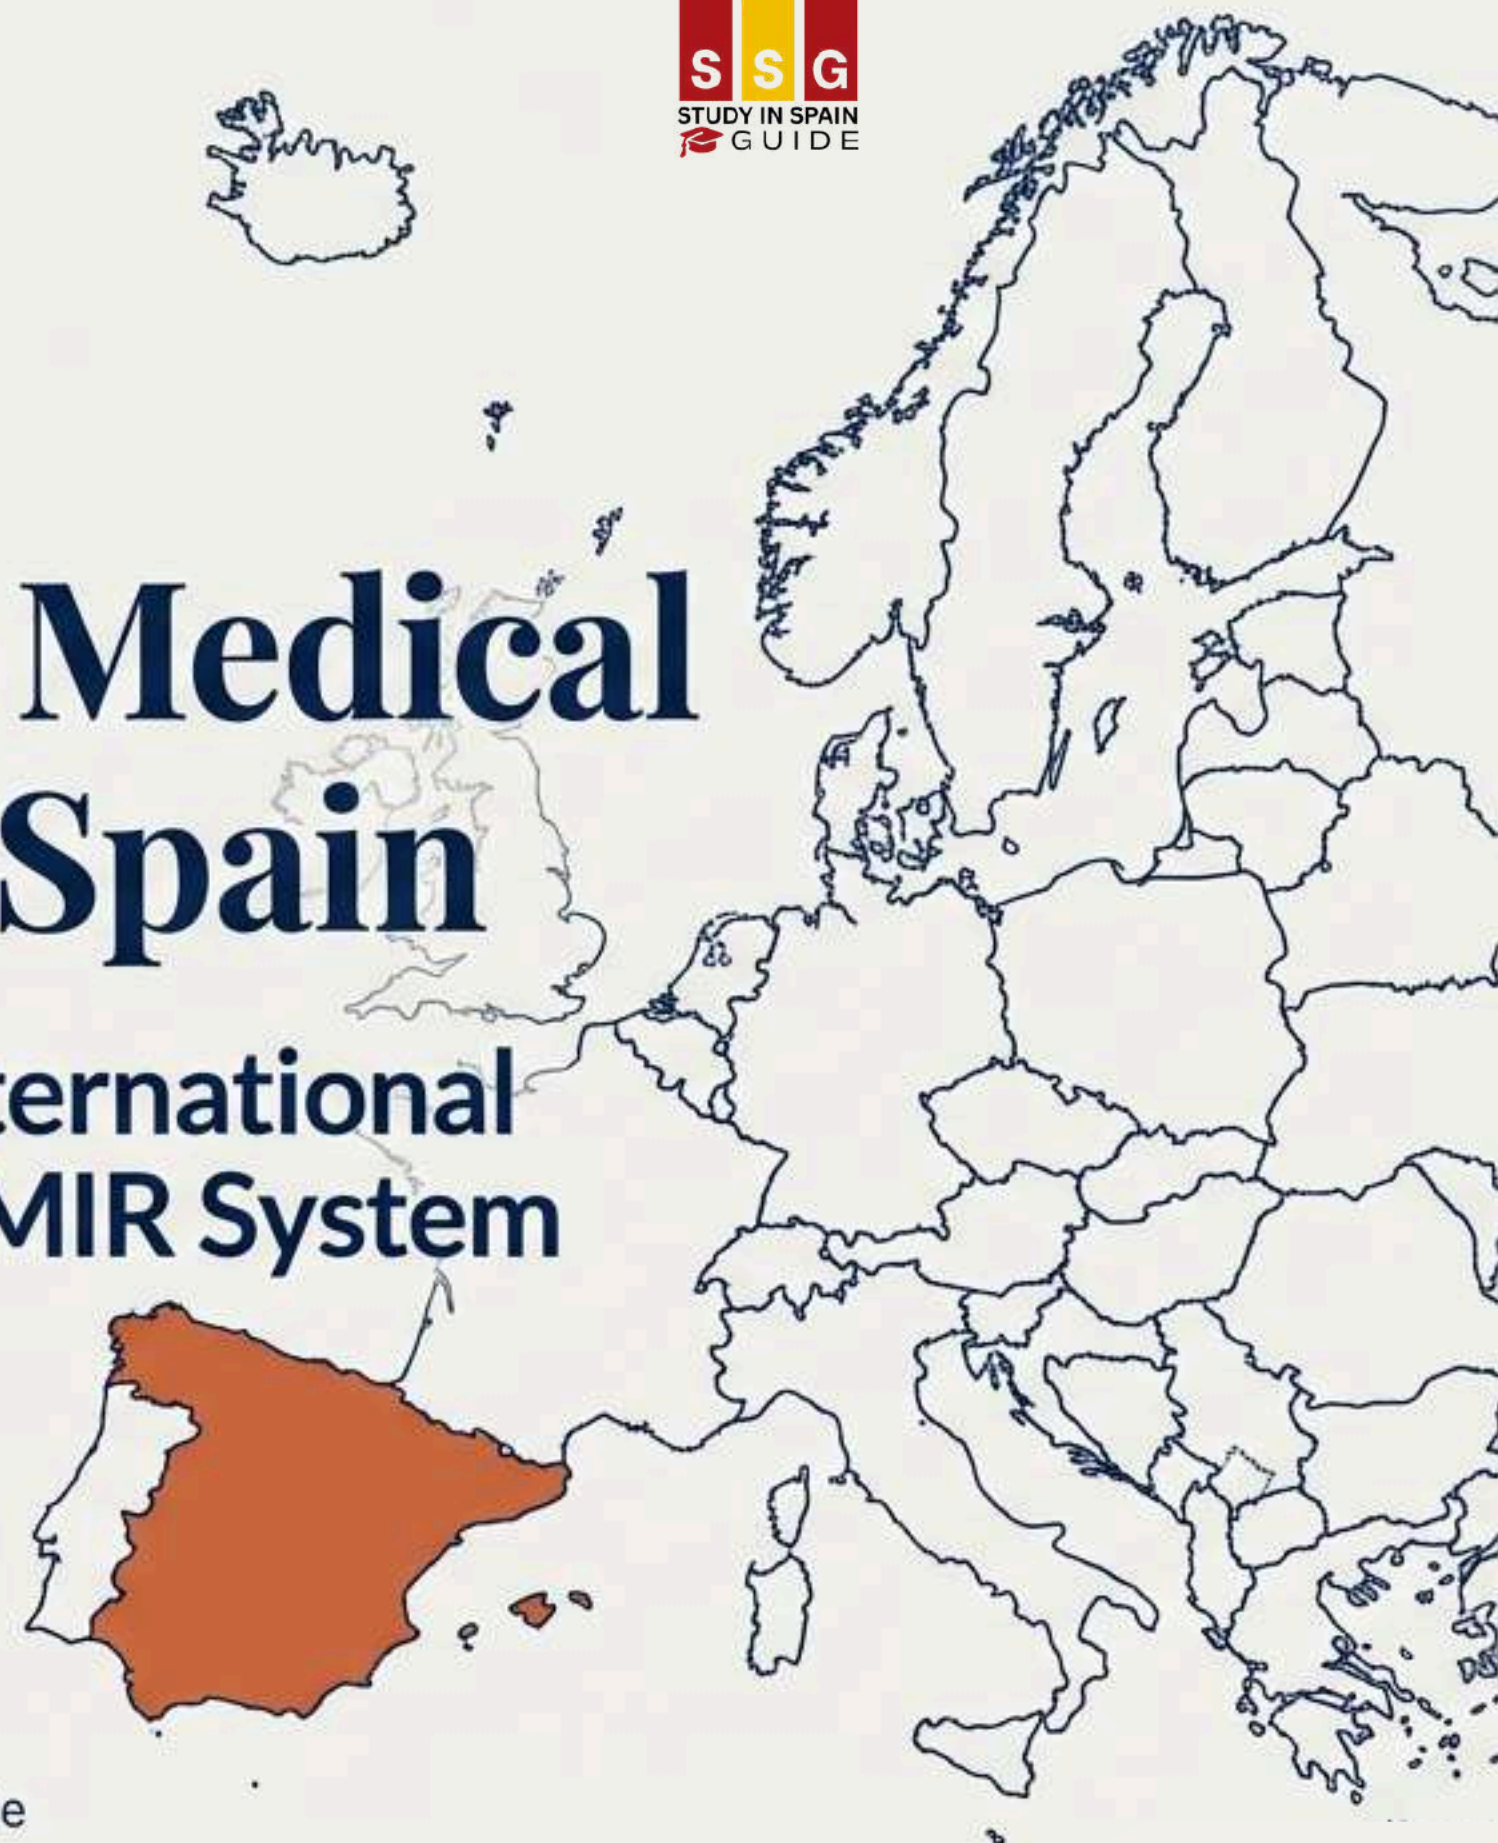 S S G
STUDY IN SPAIN
GUIDE
Medical
Spain
ternational
MIR System
e